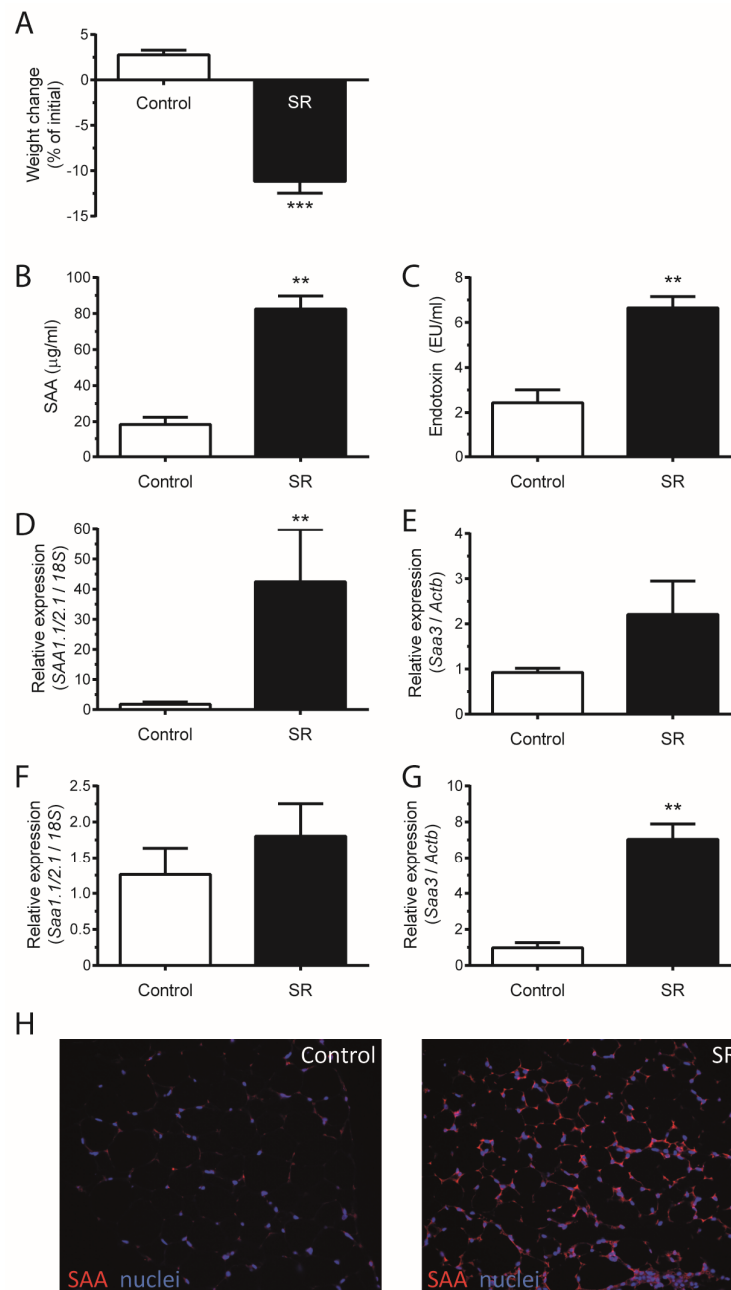 A
Weight change
(% of initial)
5
0
-5
-10
-15
Control
SR
***
B
SAA (μg/ml)
100
80
60
40
20
0
**
Control
SR
C
Endotoxin (EU/ml)
8
6
4
2
0
**
Control
SR
D
Relative expression
(SAA1.1/2.1 / 18S)
60
50
40
30
20
10
0
**
Control
SR
E
Relative expression
(Saa3 / Actb)
4
3
2
1
0
Control
SR
F
Relative expression
(Saa1.1/2.1 / 18S)
2.5
2.0
1.5
1.0
0.5
0.0
Control
SR
G
Relative expression
(Saa3 / Actb)
10
8
6
4
2
0
**
Control
SR
H
Control
SAA nuclei
SR
SAA nuclei